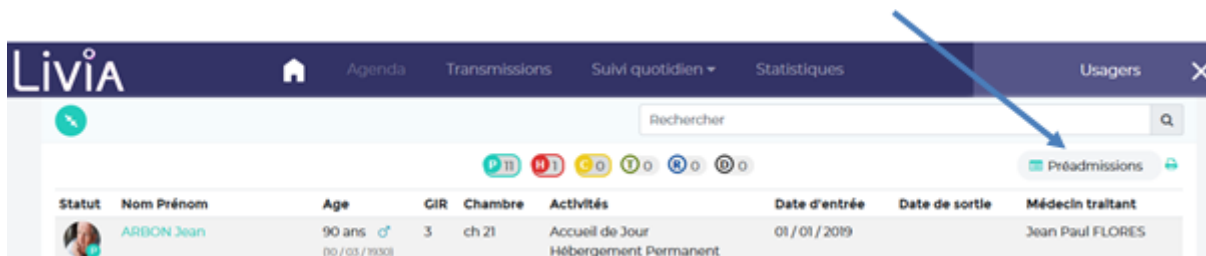 LiviA
Agenda Transmissions Suivi quotidien Statistiques Usagers
Rechercher
P 11 H 1 C 0 T 0 R 0 D 0 Préadmissions
Statut Nom Prénom Age GIR Chambre Activités Date d'entrée Date de sortie Médecin traitant
P ARBON Jean 90 ans 3 ch 21 Accueil de Jour 01/01/2019 Jean Paul FLORES
(10/03/1930) Hébergement Permanent